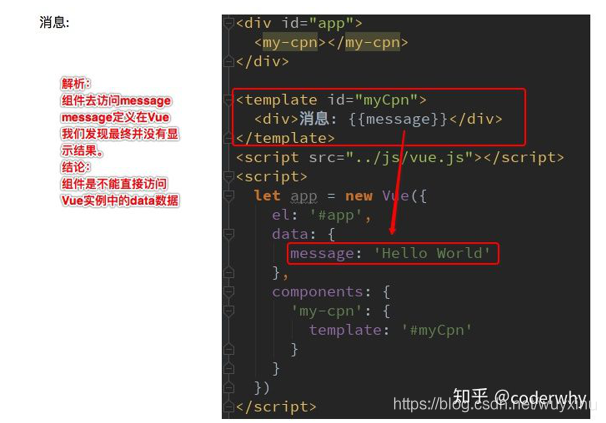 消息:
解析：
组件去访问message
message定义在Vue
我们发现最终并没有显
示结果。
结论：
组件是不能直接访问
Vue实例中的data数据
<div id="app">
<my-cpn></my-cpn>
</div>
<template id="myCpn">
<div>消息: {{message}}</div>
</template>
<script src="../js/vue.js"></script>
<script>
let app = new Vue({
el: '#app',
data: {
message: 'Hello World'
},
components: {
'my-cpn': {
template: '#myCpn'
}
}
})
</script>
知乎 @coderwhy
https://blog.csdn.net/wuyxinu